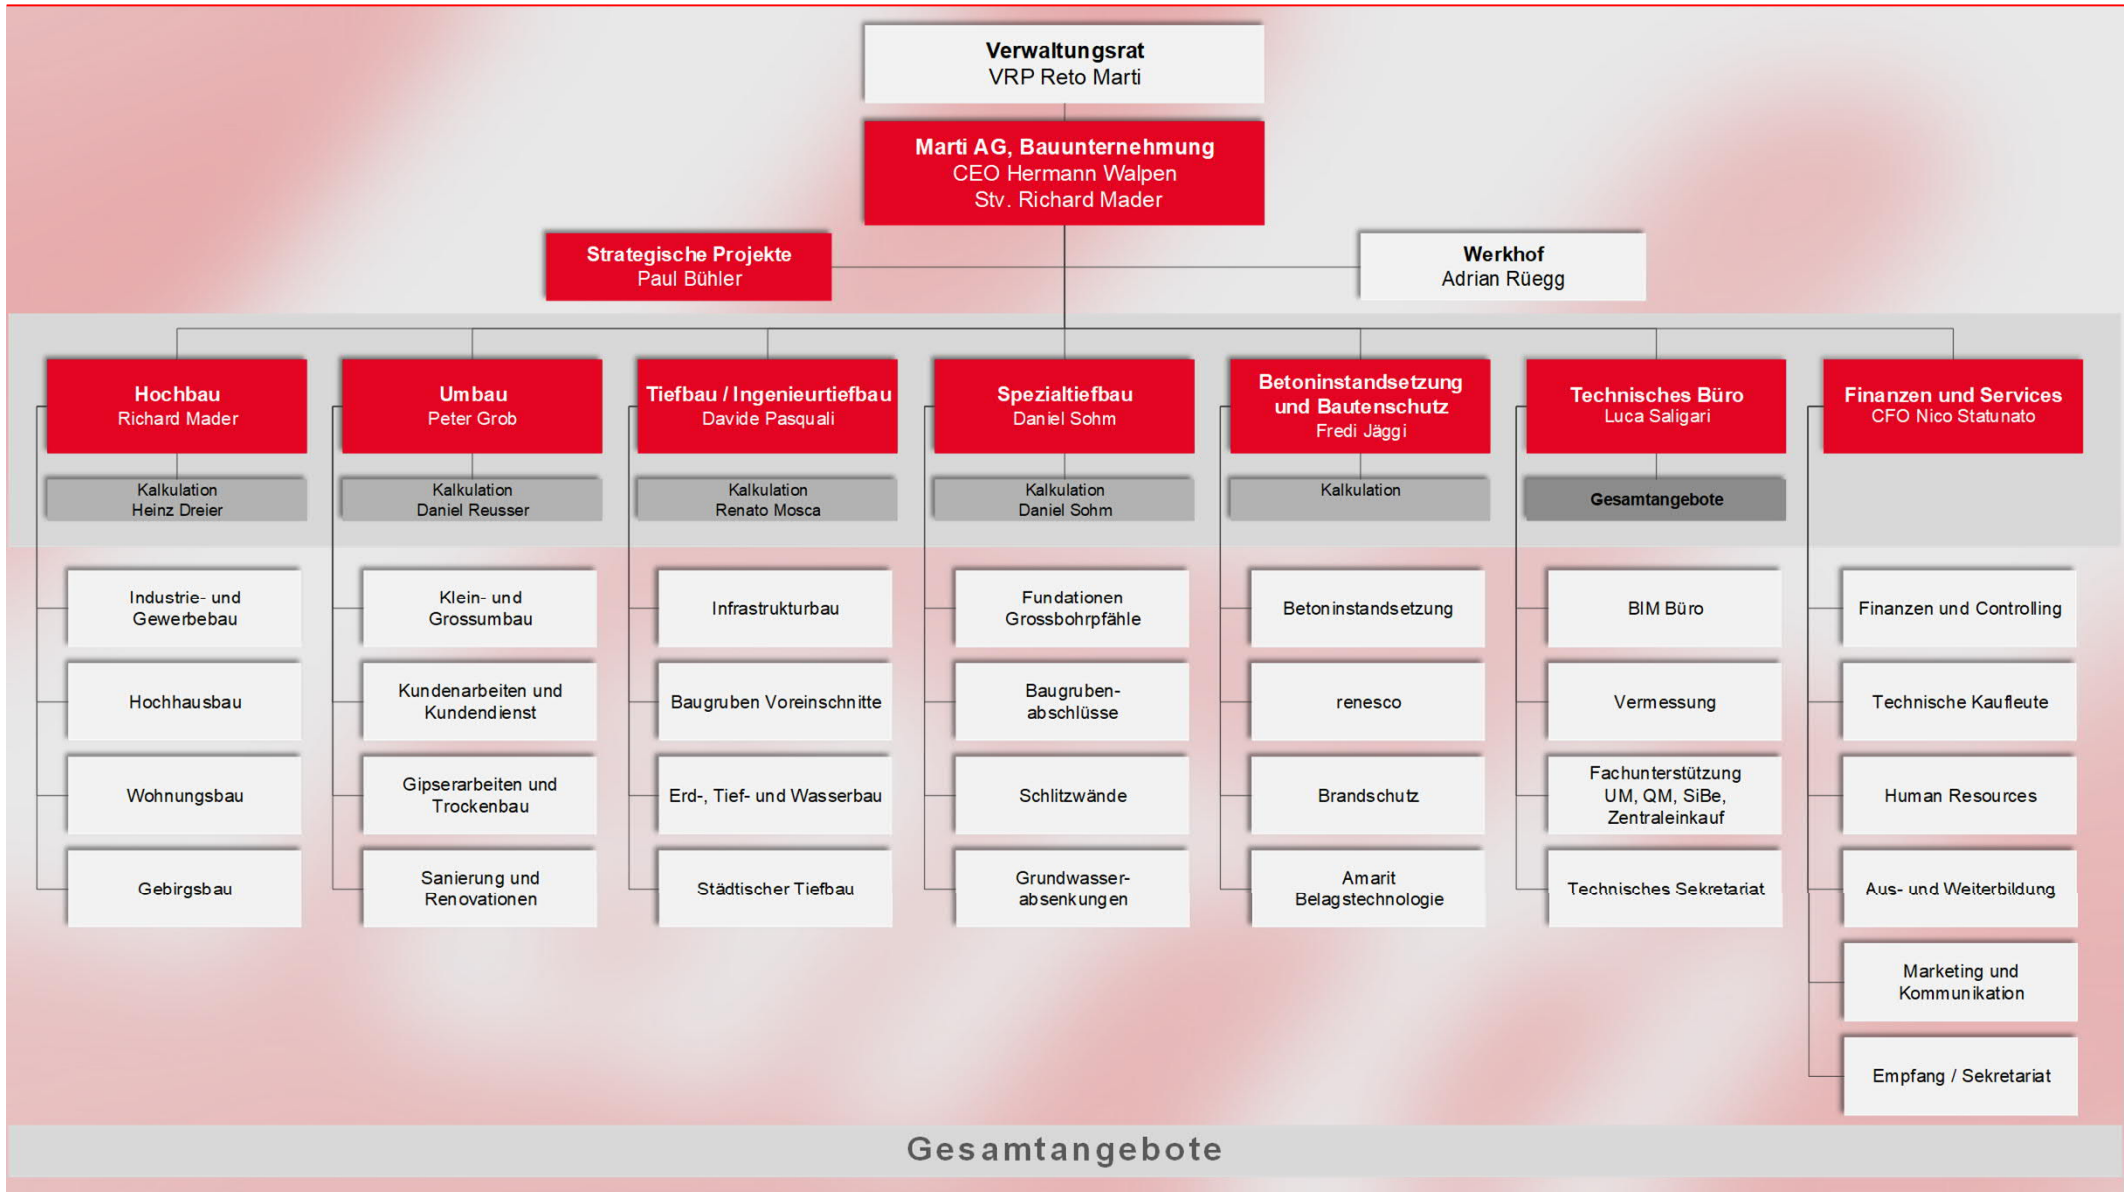 Verwaltungsrat
VRP Reto Marti
Marti AG, Bauunternehmung
CEO Hermann Walpen
Stv. Richard Mader
Strategische Projekte
Paul Bühler
Werkhof
Adrian Rüegg
Hochbau
Richard Mader
Kalkulation
Heinz Dreier
Industrie- und
Gewerbebau
Hochhausbau
Wohnungsbau
Gebirgsbau
Umbau
Peter Grob
Kalkulation
Daniel Reusser
Klein- und
Grossumbau
Kundenarbeiten und
Kundendienst
Gipserarbeiten und
Trockenbau
Sanierung und
Renovationen
Tiefbau / Ingenieurtiefbau
Davide Pasquali
Kalkulation
Renato Mosca
Infrastrukturbau
Baugruben Voreinschnitte
Erd-, Tief- und Wasserbau
Städtischer Tiefbau
Spezialtiefbau
Daniel Sohm
Kalkulation
Daniel Sohm
Fundationen
Grossbohrpfähle
Baugruben-
abschlüsse
Schlitzwände
Grundwasser-
absenkungen
Betoninstandsetzung
und Bautenschutz
Fredi Jäggi
Kalkulation
Betoninstandsetzung
renesco
Brandschutz
Amarit
Belagstechnologie
Technisches Büro
Luca Saligari
Gesamtangebote
BIM Büro
Vermessung
Fachunterstützung
UM, QM, SiBe,
Zentraleinkauf
Technisches Sekretariat
Finanzen und Services
CFO Nico Statunato
Finanzen und Controlling
Technische Kaufleute
Human Resources
Aus- und Weiterbildung
Marketing und
Kommunikation
Empfang / Sekretariat
Gesamtangebote